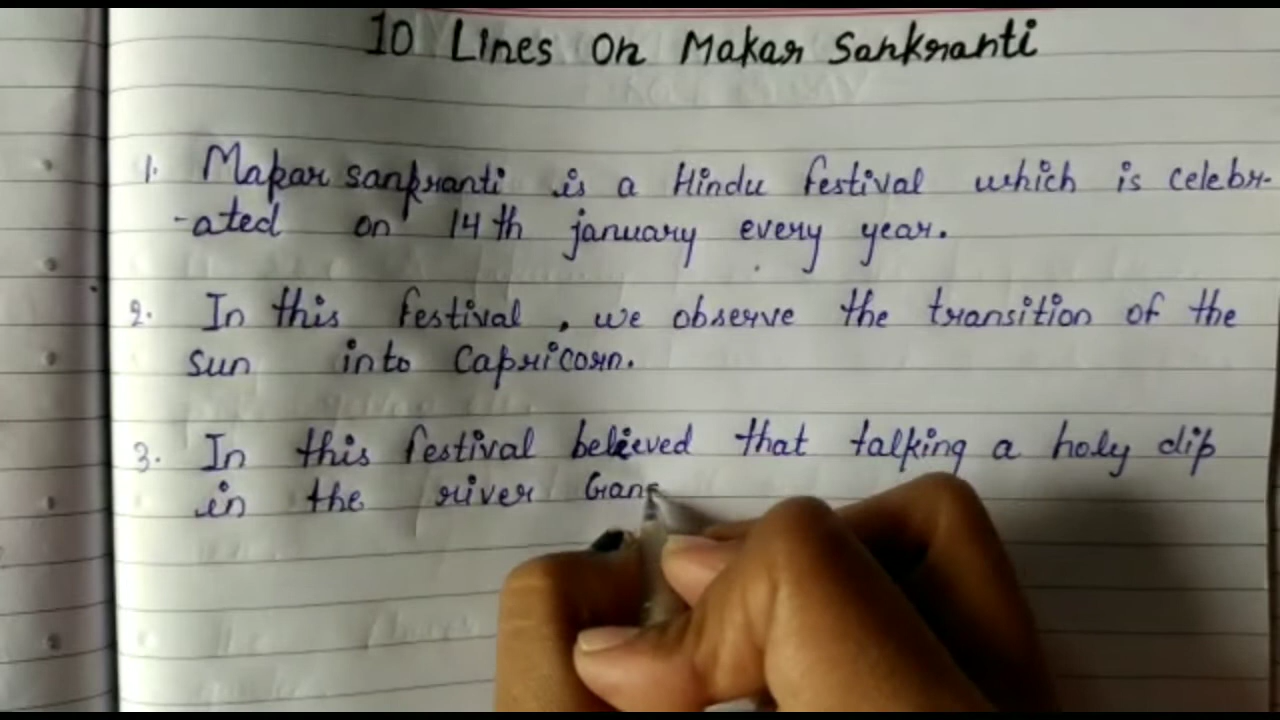 10 Lines On Makar Sankranti
1. Makar sankranti is a Hindu festival which is celebr-
-ated on 14th january every year.
2. In this festival, we observe the transition of the
sun into Capricorn.
3. In this festival believed that talking a holy dip
in the river Gang